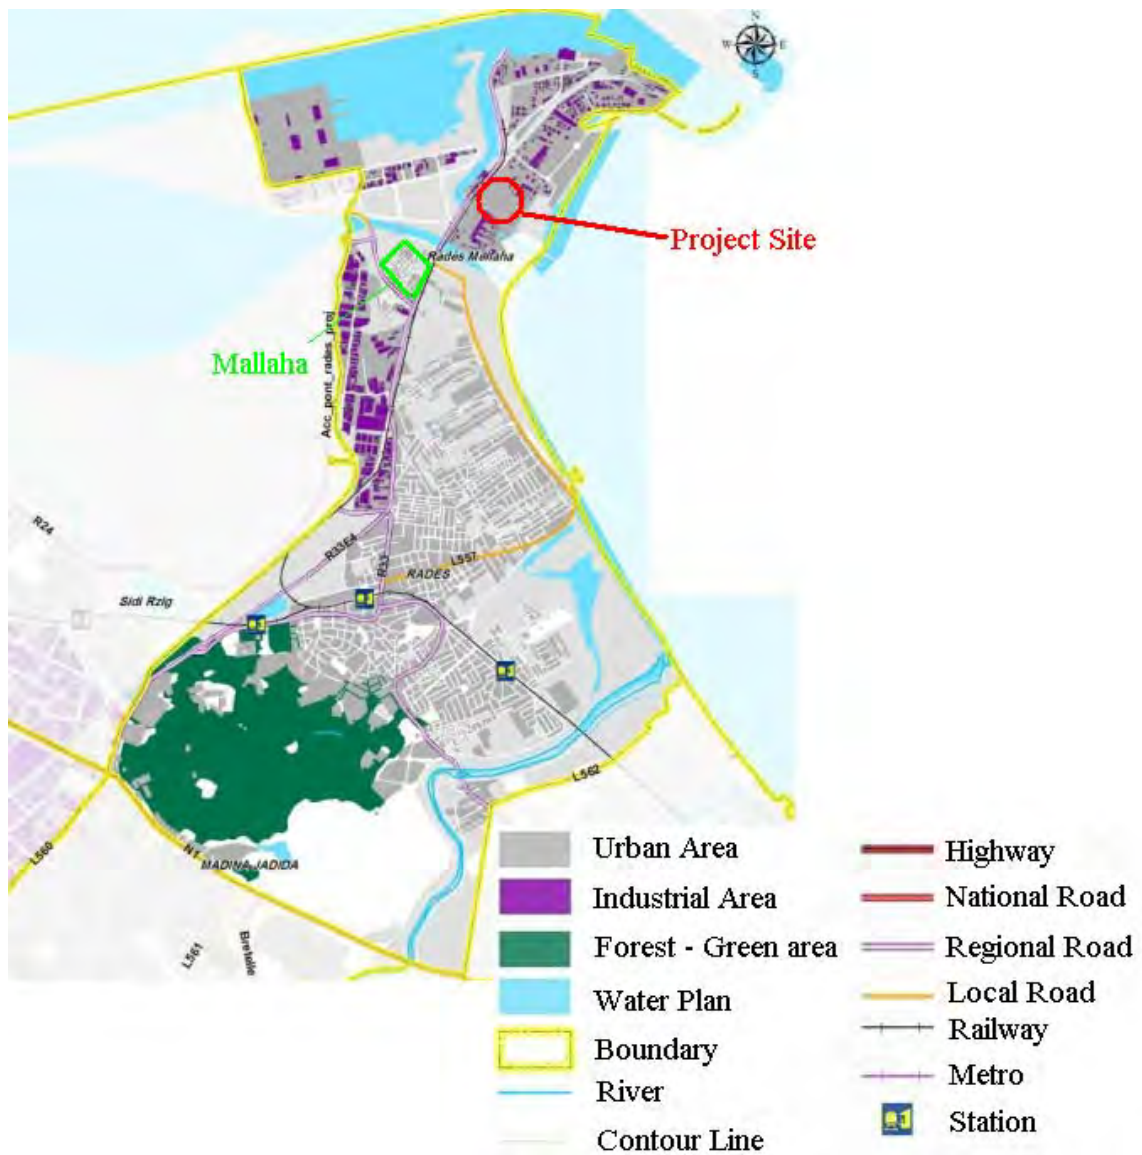 N
W E
S
Project Site
Rades Mellaha
Mallaha
Acc_pont_rades_proj
R24
R33E4
R33
L557
RADES
Sidi Rzig
L562
L560
N1
MADINA JADIDA
L561
Bretelle
Urban Area
Industrial Area
Forest - Green area
Water Plan
Boundary
River
Contour Line
Highway
National Road
Regional Road
Local Road
Railway
Metro
Station